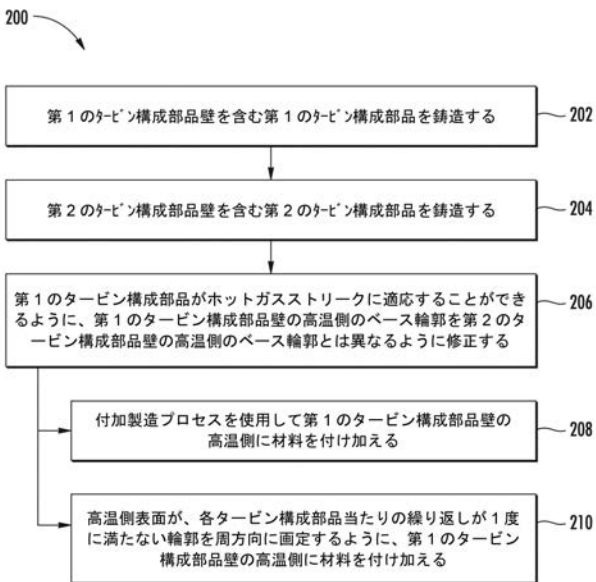 200
第１のﾀｰﾋﾞﾝ構成部品壁を含む第１のﾀｰﾋﾞﾝ構成部品を鋳造する
202
第２のﾀｰﾋﾞﾝ構成部品壁を含む第２のﾀｰﾋﾞﾝ構成部品を鋳造する
204
第１のタービン構成部品がホットガスストリークに適応することができ
るように、第１のタービン構成部品壁の高温側のベース輪郭を第２のタ
ービン構成部品壁の高温側のベース輪郭とは異なるように修正する
206
付加製造プロセスを使用して第１のタービン構成部品壁の
高温側に材料を付け加える
208
高温側表面が、各タービン構成部品当たりの繰り返しが１度
に満たない輪郭を周方向に画定するように、第１のタービン
構成部品壁の高温側に材料を付け加える
210